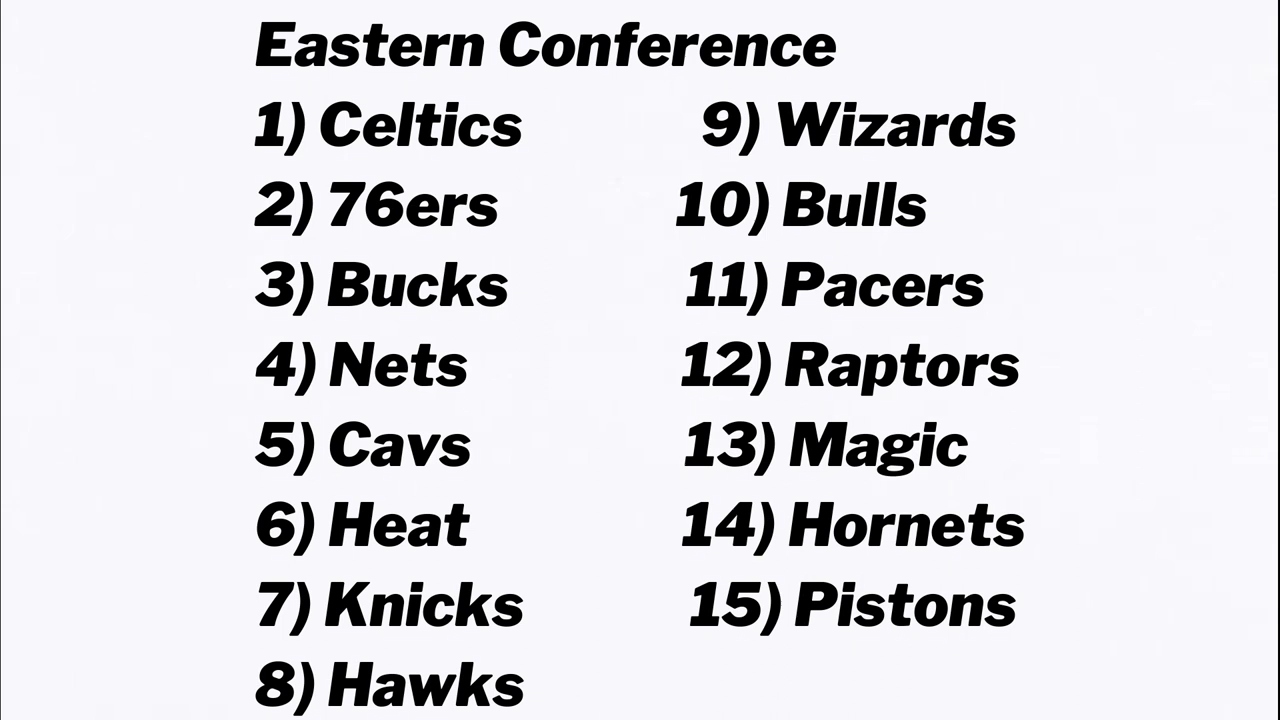 Eastern Conference
1) Celtics
2) 76ers
3) Bucks
4) Nets
5) Cavs
6) Heat
7) Knicks
8) Hawks
9) Wizards
10) Bulls
11) Pacers
12) Raptors
13) Magic
14) Hornets
15) Pistons